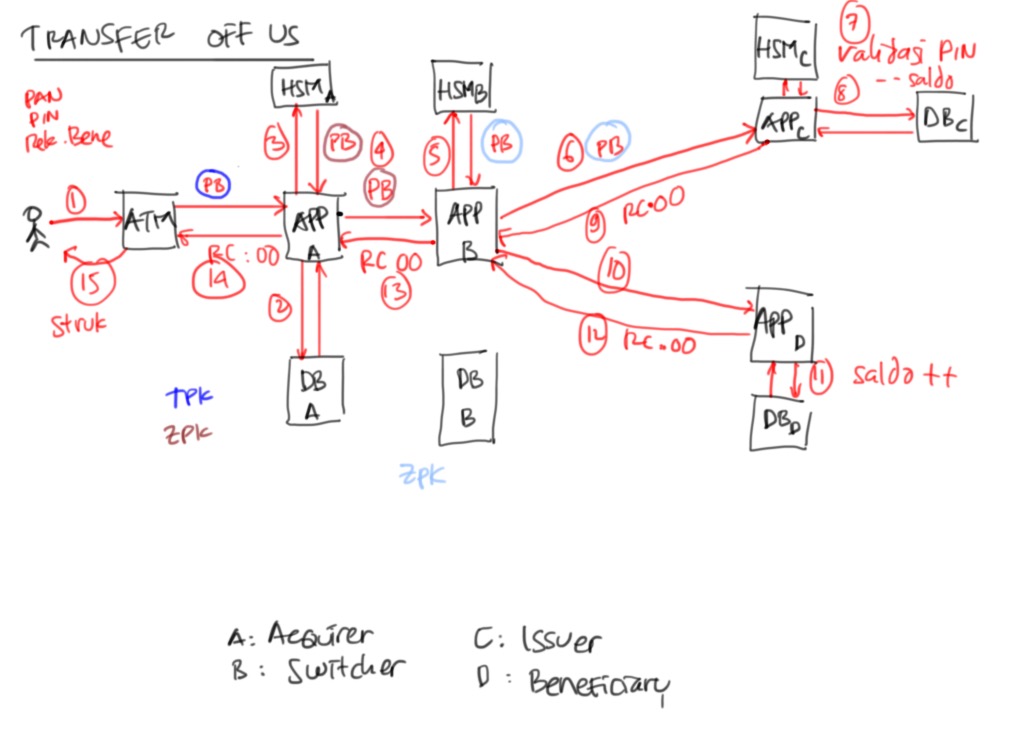 TRANSFER OFF US
PAN
PIN
Rek. Bene
1
ATM
PB
HSM A
3
PB
4
PB
APP A
RC:00
14
15
Struk
2
DB A
TPK
ZPK
HSM B
5
PB
APP B
RC 00
13
DB B
ZPK
6
PB
9
RC.00
7
HSM C
validasi PIN
8
-- saldo
APP C
DB C
10
12
RC.00
APP D
11
saldo ++
DB D
A: Acquirer
B: Switcher
C: Issuer
D: Beneficiary